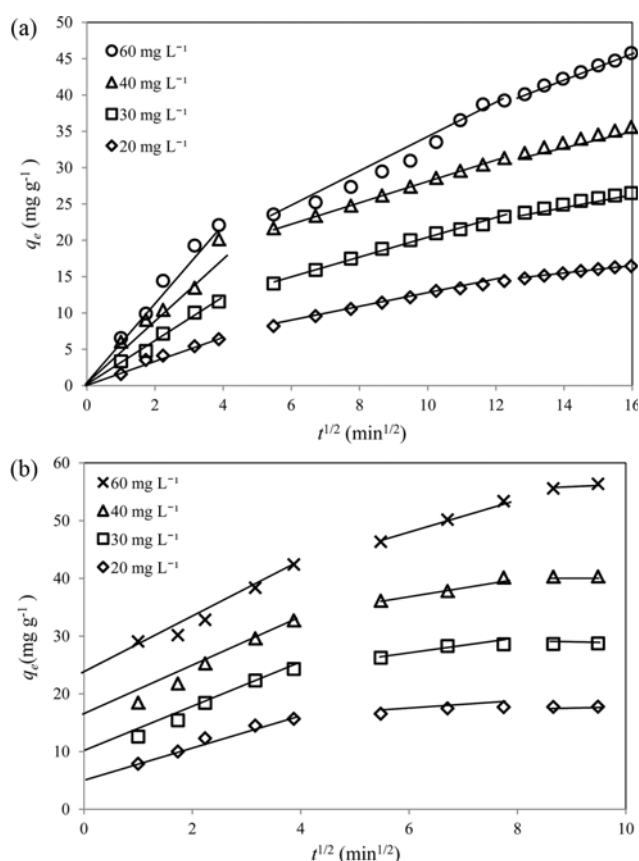 (a)
50
45
40
35
30
25
20
15
10
5
0
qₑ (mg g⁻¹)
60 mg L⁻¹
40 mg L⁻¹
30 mg L⁻¹
20 mg L⁻¹
0 2 4 6 8 10 12 14 16
t^1/2 (min^1/2)
(b)
60
50
40
30
20
10
0
qₑ(mg g⁻¹)
60 mg L⁻¹
40 mg L⁻¹
30 mg L⁻¹
20 mg L⁻¹
0 2 4 6 8 10
t^1/2 (min^1/2)